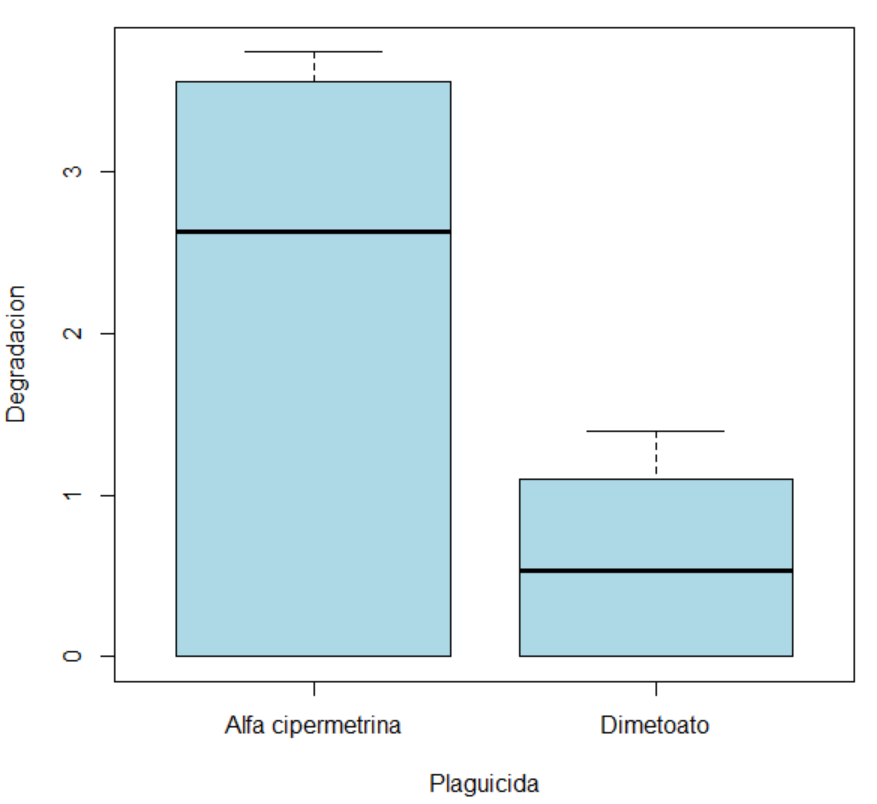 Degradacion
3
2
1
0
Alfa cipermetrina Dimetoato
Plaguicida